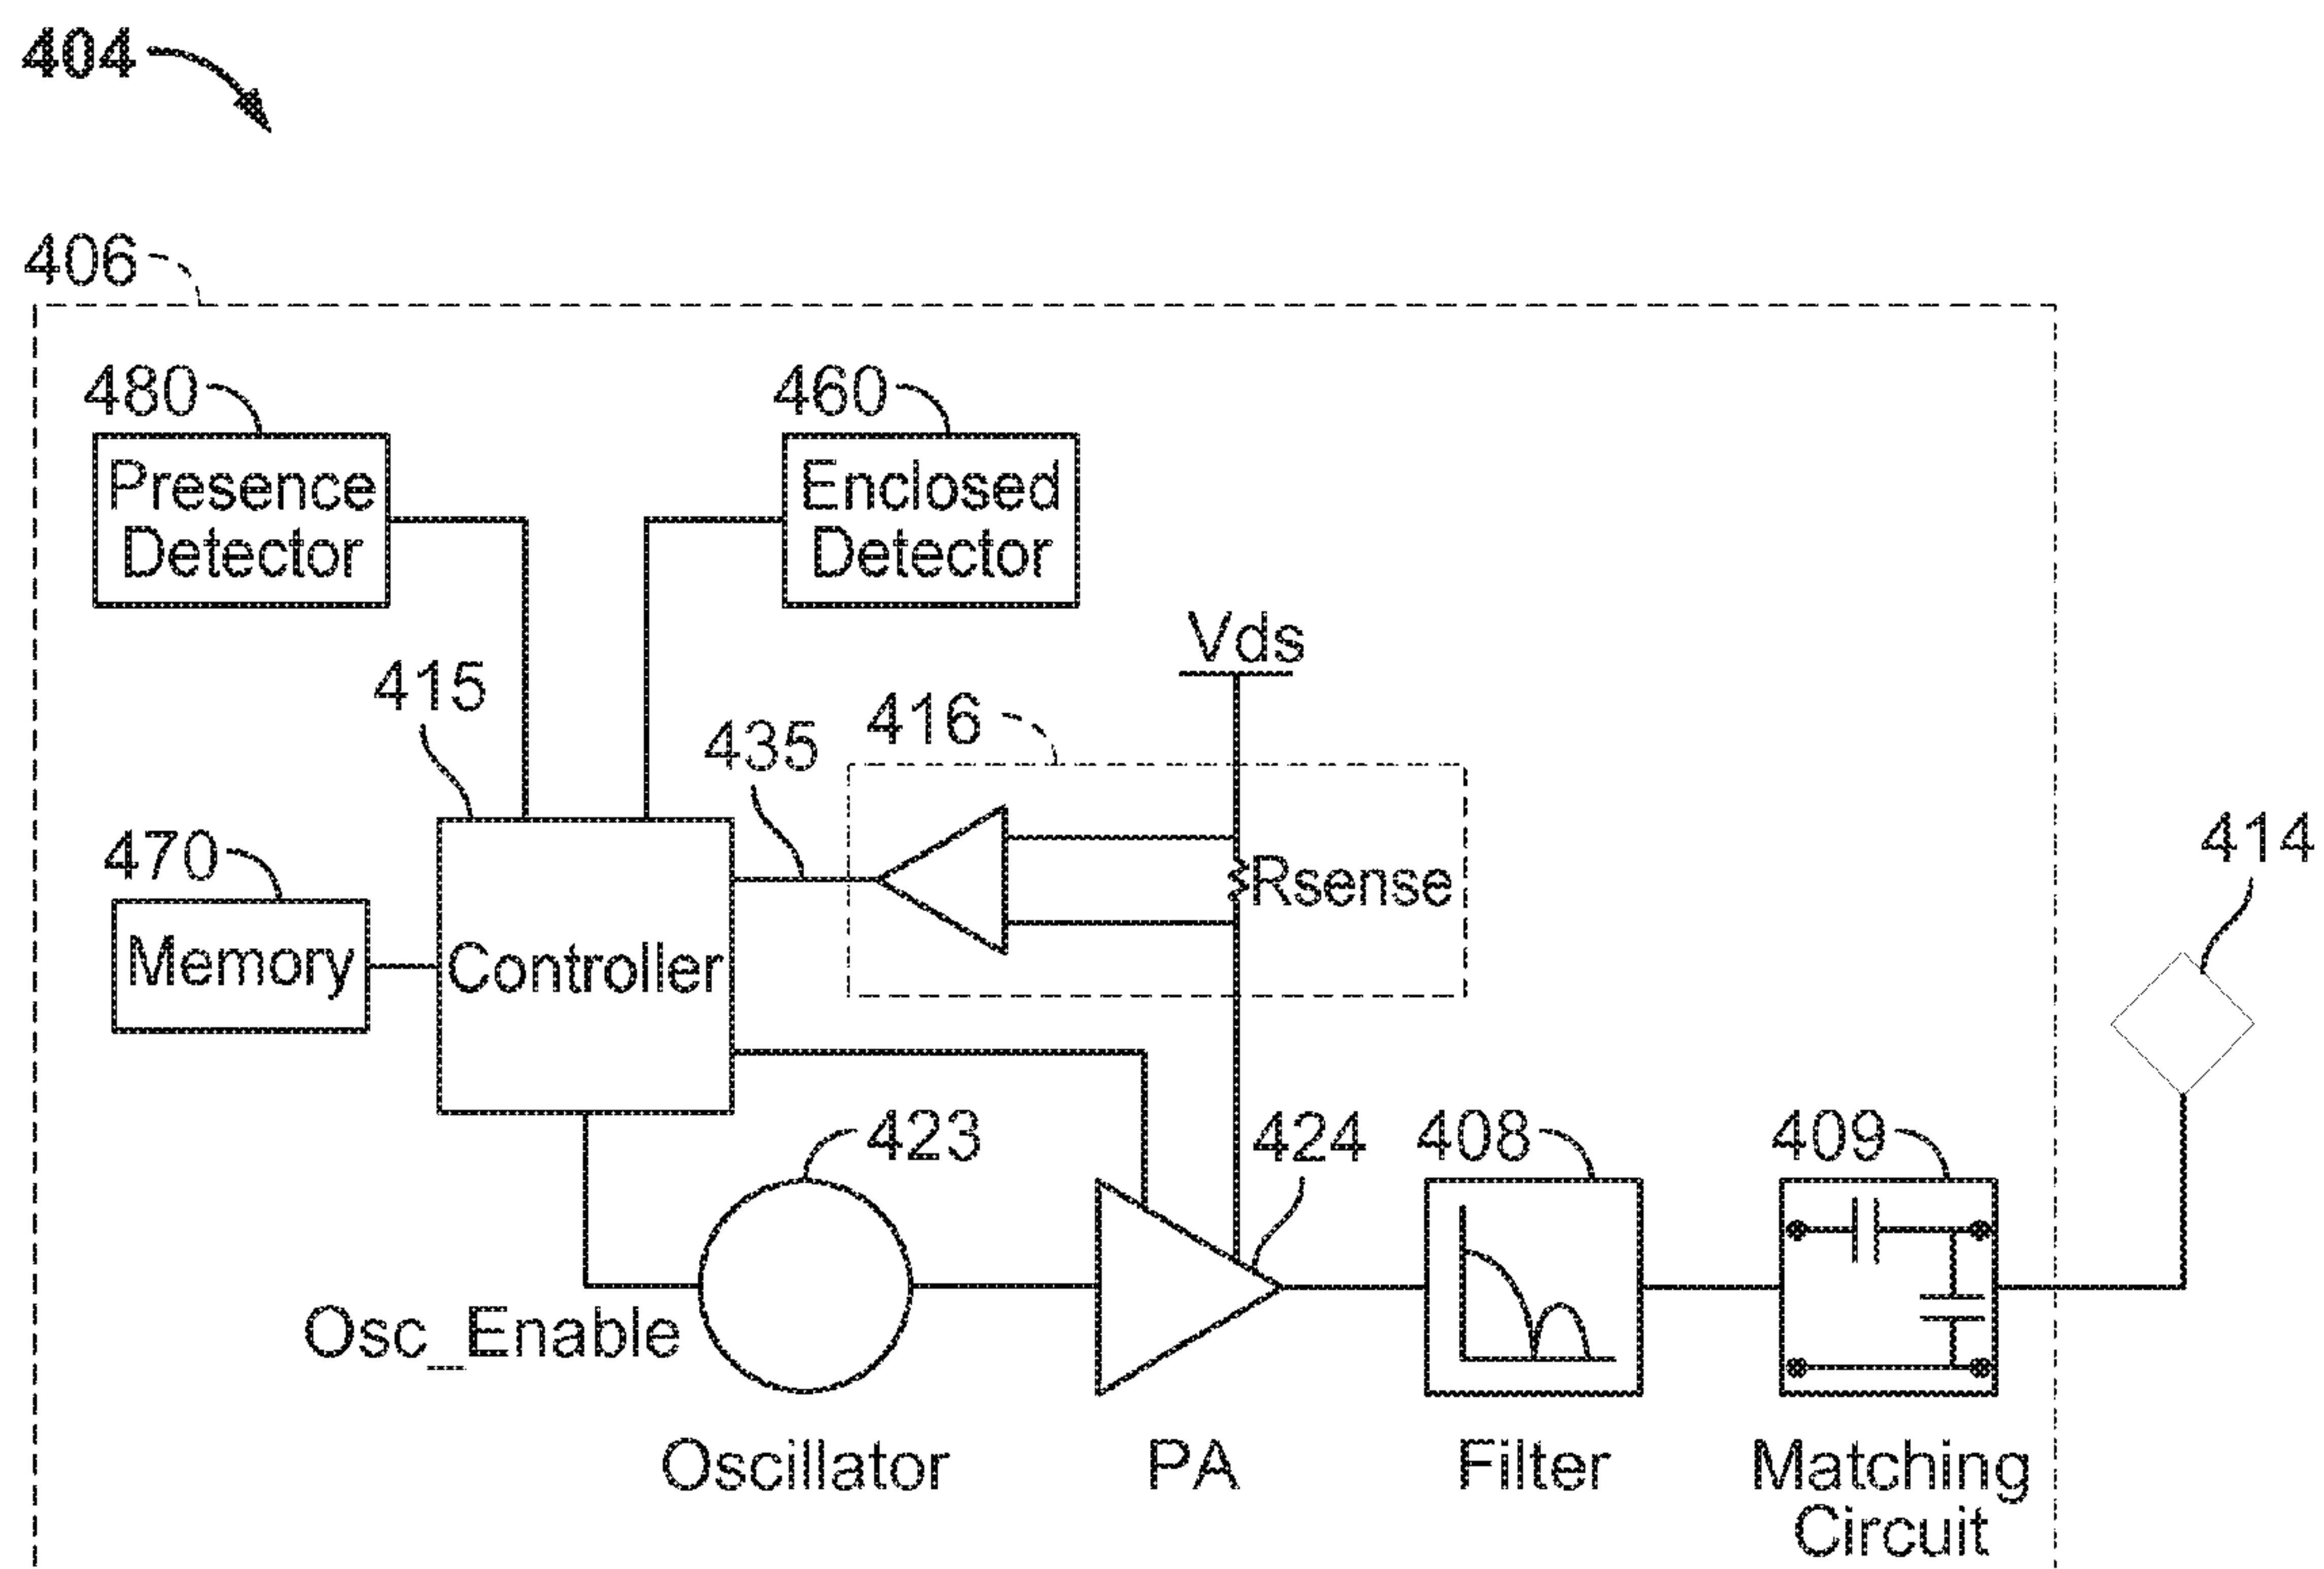 404
406
480
460
Presence
Detector
Enclosed
Detector
Vds
415
416
435
414
470
Rsense
Memory
Controller
423
424
408
409
Osc_Enable
Oscillator
PA
Filter
Matching
Circuit